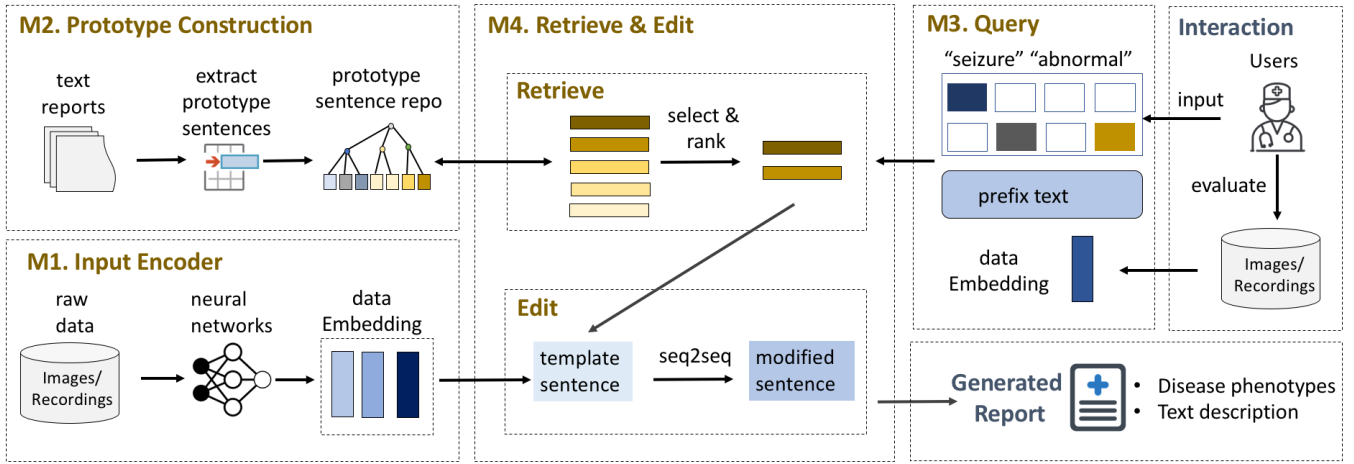 M2. Prototype Construction
text
reports
extract
prototype
sentences
prototype
sentence repo
M1. Input Encoder
raw
data
Images/
Recordings
neural
networks
data
Embedding
M4. Retrieve & Edit
Retrieve
select &
rank
Edit
template
sentence
seq2seq
modified
sentence
M3. Query
“seizure” “abnormal”
prefix text
data
Embedding
Interaction
Users
input
evaluate
Images/
Recordings
Generated
Report
• Disease phenotypes
• Text description